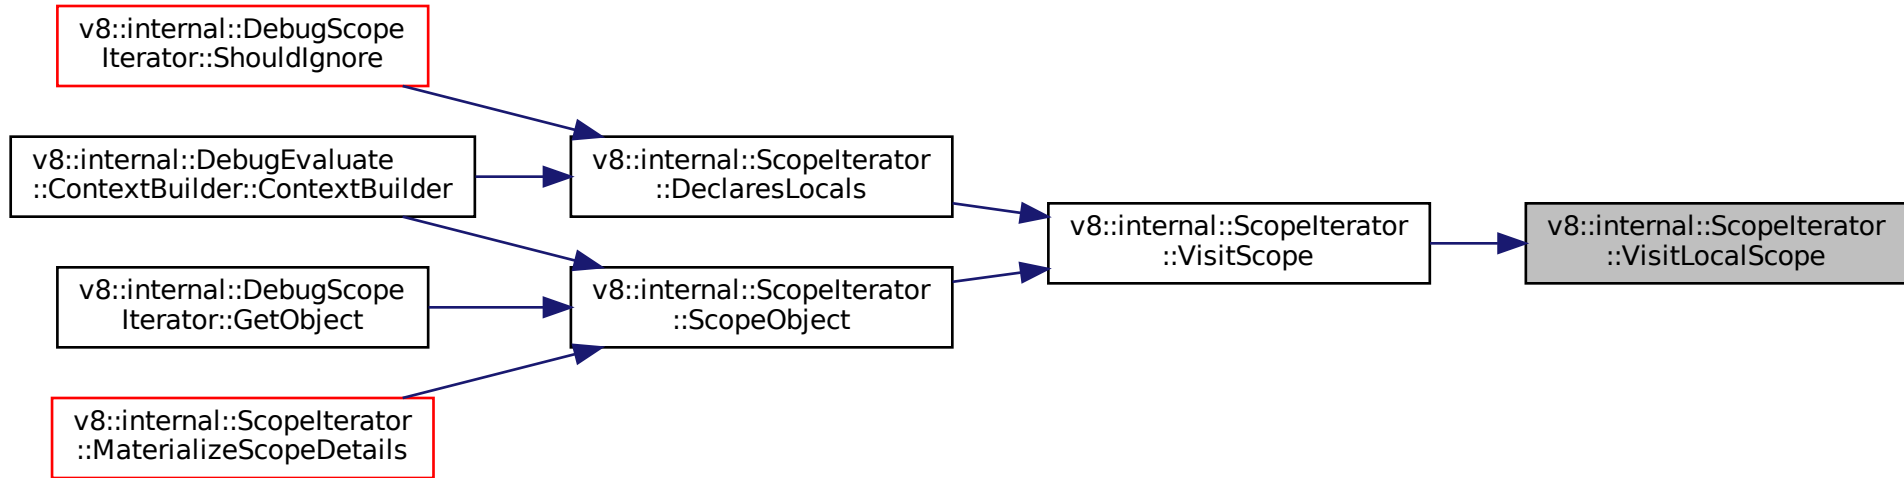 v8::internal::DebugScope
Iterator::ShouldIgnore
v8::internal::DebugEvaluate
::ContextBuilder::ContextBuilder
v8::internal::DebugScope
Iterator::GetObject
v8::internal::ScopeIterator
::MaterializeScopeDetails
v8::internal::ScopeIterator
::DeclaresLocals
v8::internal::ScopeIterator
::ScopeObject
v8::internal::ScopeIterator
::VisitScope
v8::internal::ScopeIterator
::VisitLocalScope